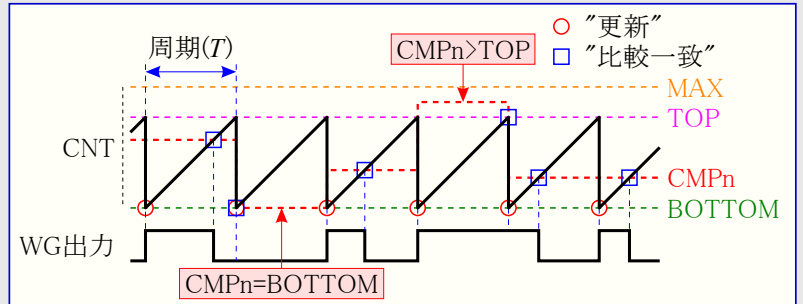 周期(T)
CMPn>TOP
"更新"
"比較一致"
MAX
TOP
CNT
CMPn
BOTTOM
WG出力
CMPn=BOTTOM